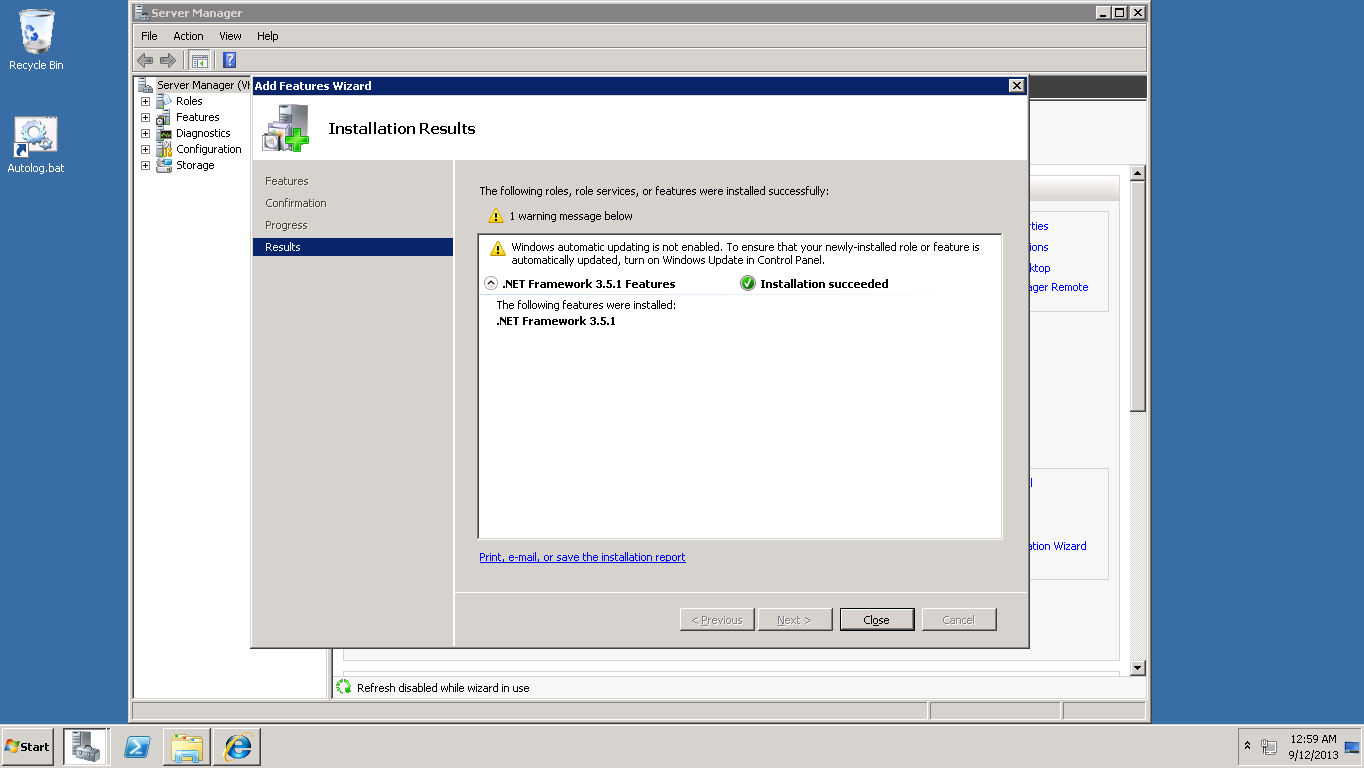 Recycle Bin
Autolog.bat
Server Manager
File Action View Help
Server Manager
Roles
Features
Diagnostics
Configuration
Storage
Add Features Wizard
Installation Results
Features
Confirmation
Progress
Results
The following roles, role services, or features were installed successfully:
1 warning message below
Windows automatic updating is not enabled. To ensure that your newly-installed role or feature is
automatically updated, turn on Windows Update in Control Panel.
.NET Framework 3.5.1 Features Installation succeeded
The following features were installed:
.NET Framework 3.5.1
Print, e-mail, or save the installation report
< Previous Next > Close Cancel
Remote
Wizard
Refresh disabled while wizard in use
Start
12:59 AM
9/12/2013